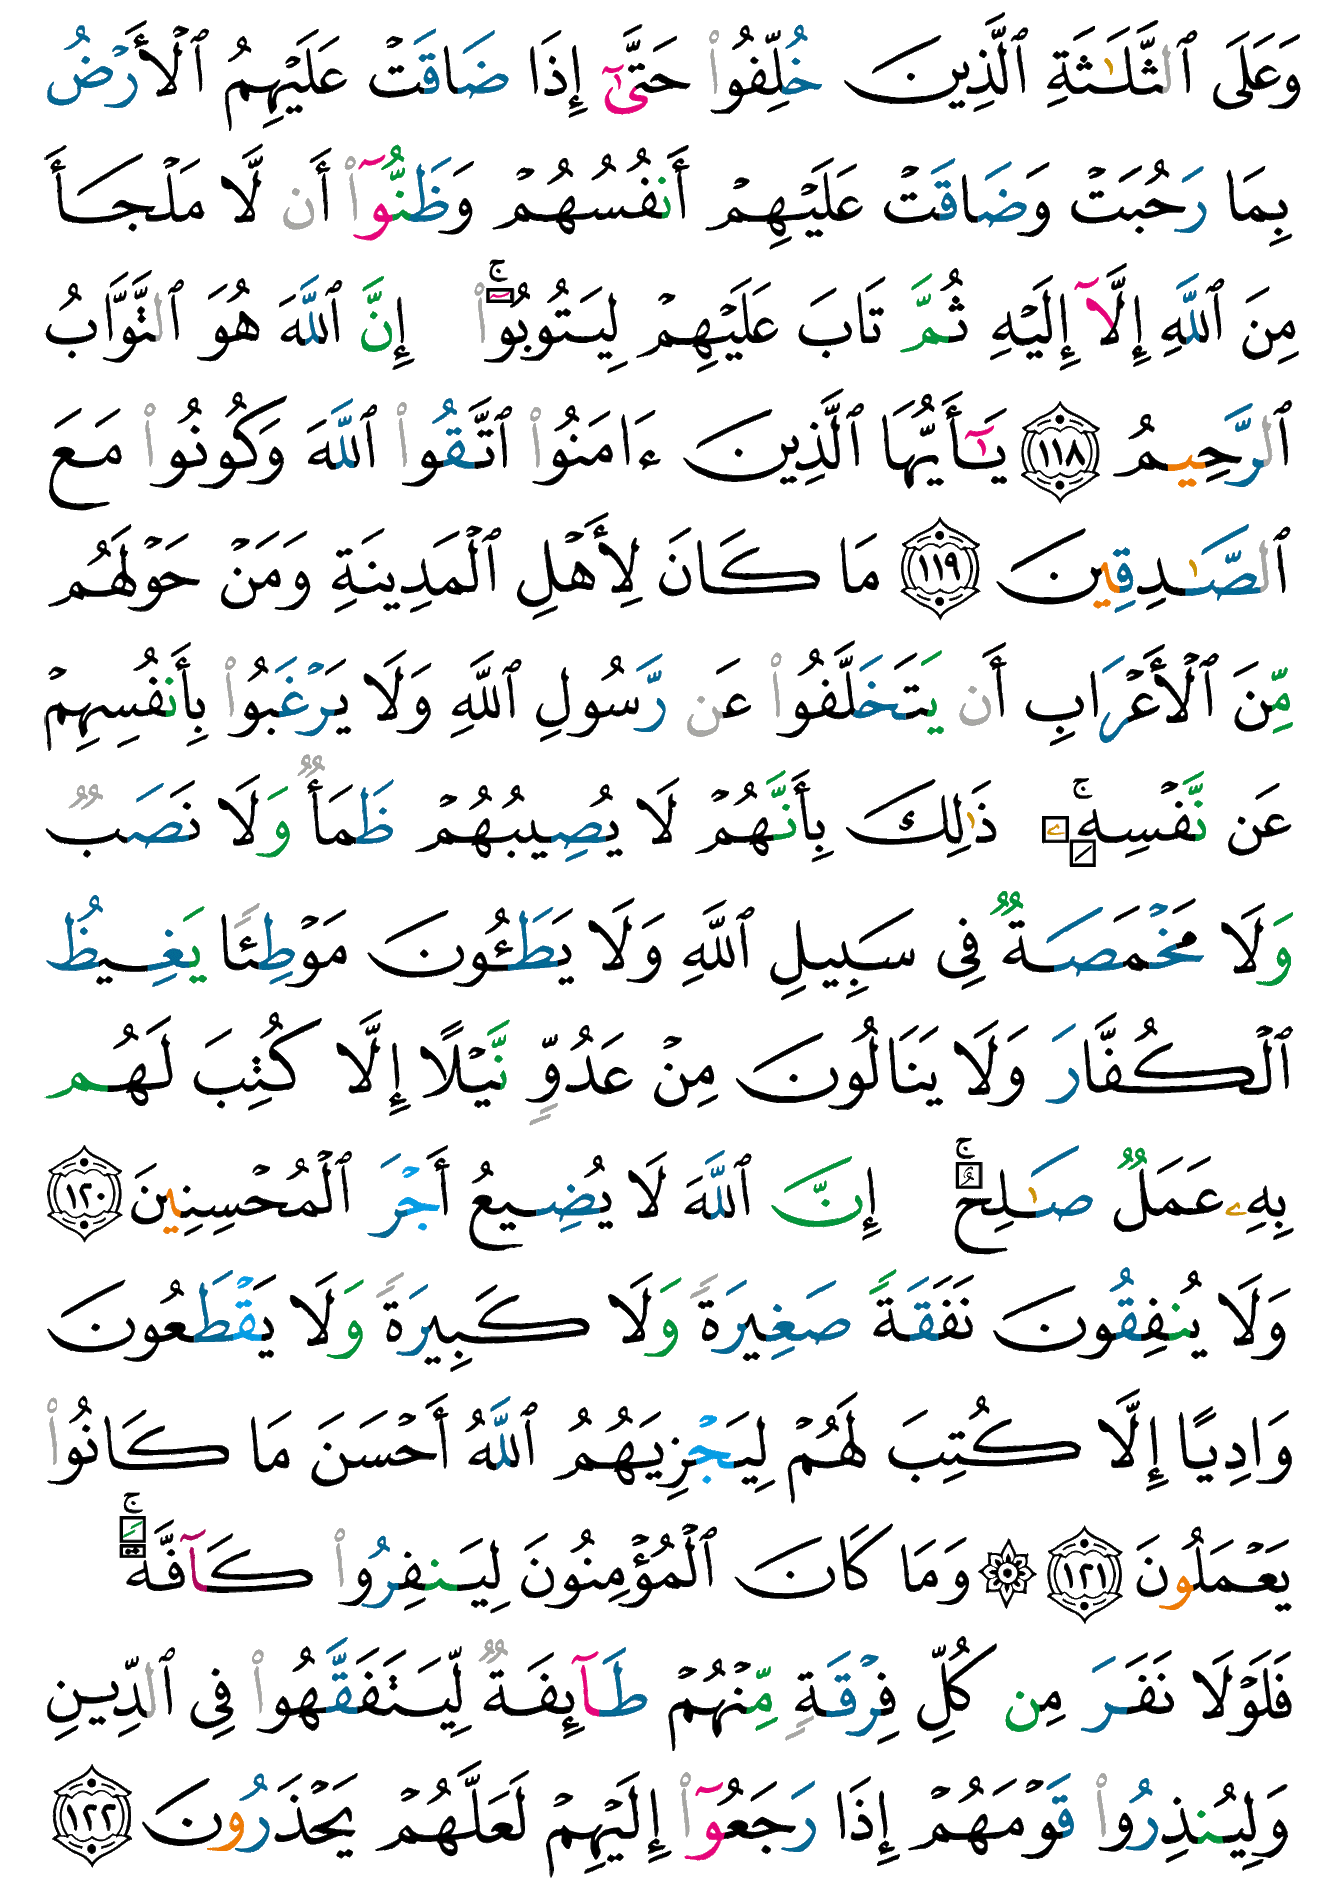 وَعَلَى ٱلثَّلَٰثَةِ ٱلَّذِينَ خُلِّفُوا۟ حَتَّىٰٓ إِذَا ضَاقَتْ عَلَيْهِمُ ٱلْأَرْضُ
بِمَا رَحُبَتْ وَضَاقَتْ عَلَيْهِمْ أَنفُسُهُمْ وَظَنُّوٓا۟ أَن لَّا مَلْجَأَ
مِنَ ٱللَّهِ إِلَّآ إِلَيْهِ ثُمَّ تَابَ عَلَيْهِمْ لِيَتُوبُوٓا۟ ۚ إِنَّ ٱللَّهَ هُوَ ٱلتَّوَّابُ
ٱلرَّحِيمُ ١١٨ يَٰٓأَيُّهَا ٱلَّذِينَ ءَامَنُوا۟ ٱتَّقُوا۟ ٱللَّهَ وَكُونُوا۟ مَعَ
ٱلصَّٰدِقِينَ ١١٩ مَا كَانَ لِأَهْلِ ٱلْمَدِينَةِ وَمَنْ حَوْلَهُم
مِّنَ ٱلْأَعْرَابِ أَن يَتَخَلَّفُوا۟ عَن رَّسُولِ ٱللَّهِ وَلَا يَرْغَبُوا۟ بِأَنفُسِهِمْ
عَن نَّفْسِهِۦ ۚ ذَٰلِكَ بِأَنَّهُمْ لَا يُصِيبُهُمْ ظَمَأٌ وَلَا نَصَبٌ
وَلَا مَخْمَصَةٌ فِى سَبِيلِ ٱللَّهِ وَلَا يَطَـُٔونَ مَوْطِئًا يَغِيظُ
ٱلْكُفَّارَ وَلَا يَنَالُونَ مِنْ عَدُوٍّ نَّيْلًا إِلَّا كُتِبَ لَهُم
بِهِۦ عَمَلٌ صَٰلِحٌ ۚ إِنَّ ٱللَّهَ لَا يُضِيعُ أَجْرَ ٱلْمُحْسِنِينَ ١٢٠
وَلَا يُنفِقُونَ نَفَقَةً صَغِيرَةً وَلَا كَبِيرَةً وَلَا يَقْطَعُونَ
وَادِيًا إِلَّا كُتِبَ لَهُمْ لِيَجْزِيَهُمُ ٱللَّهُ أَحْسَنَ مَا كَانُوا۟
يَعْمَلُونَ ١٢١ ۞ وَمَا كَانَ ٱلْمُؤْمِنُونَ لِيَنفِرُوا۟ كَآفَّةً ۚ
فَلَوْلَا نَفَرَ مِن كُلِّ فِرْقَةٍ مِّنْهُمْ طَآئِفَةٌ لِّيَتَفَقَّهُوا۟ فِى ٱلدِّينِ
وَلِيُنذِرُوا۟ قَوْمَهُمْ إِذَا رَجَعُوٓا۟ إِلَيْهِمْ لَعَلَّهُمْ يَحْذَرُونَ ١٢٢